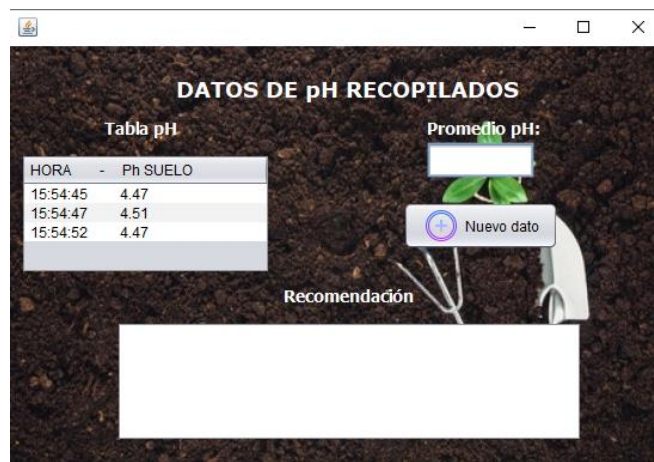 DATOS DE pH RECOPILADOS
Tabla pH
Promedio pH:
HORA - Ph SUELO
15:54:45 4.47
15:54:47 4.51
15:54:52 4.47
Nuevo dato
Recomendación